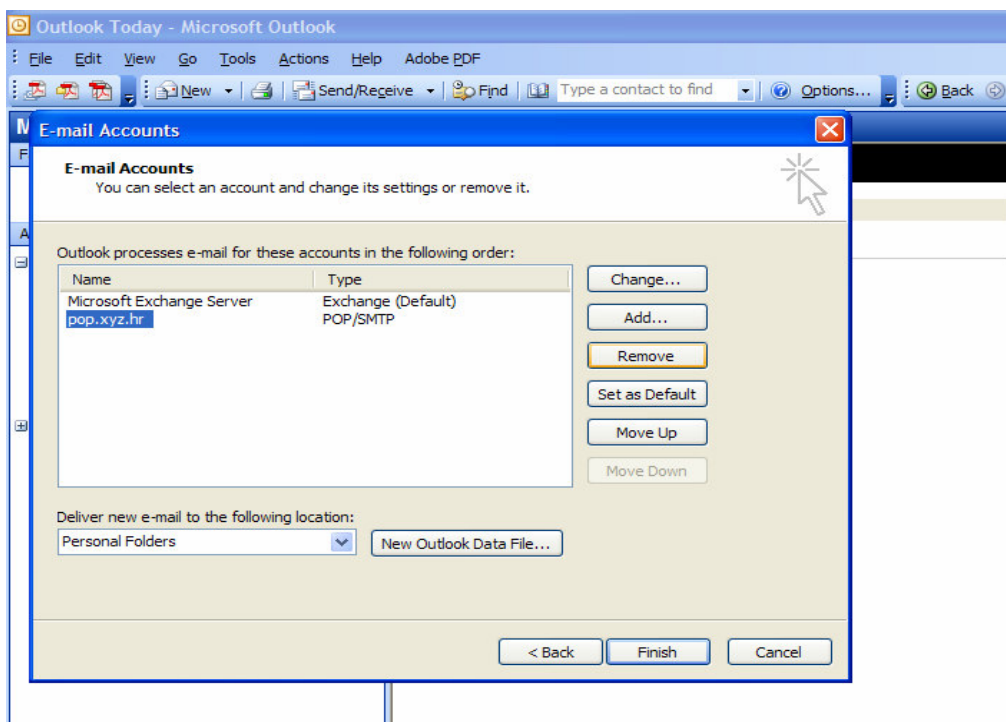 Outlook Today - Microsoft Outlook
File Edit View Go Tools Actions Help Adobe PDF
New Send/Receive Find Type a contact to find Options... Back
E-mail Accounts
E-mail Accounts
You can select an account and change its settings or remove it.
Outlook processes e-mail for these accounts in the following order:
Name Type
Microsoft Exchange Server Exchange (Default)
pop.xyz.hr POP/SMTP
Change...
Add...
Remove
Set as Default
Move Up
Move Down
Deliver new e-mail to the following location:
Personal Folders New Outlook Data File...
< Back Finish Cancel